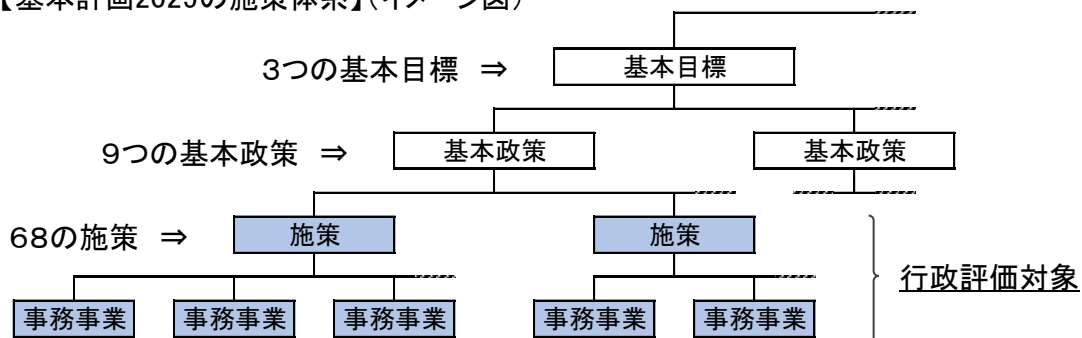 【基本計画2025の施策体系】(イメージ図)
3つの基本目標 ⇒ 基本目標
9つの基本政策 ⇒ 基本政策 基本政策
68の施策 ⇒ 施策 施策
行政評価対象
事務事業 事務事業 事務事業 事務事業 事務事業